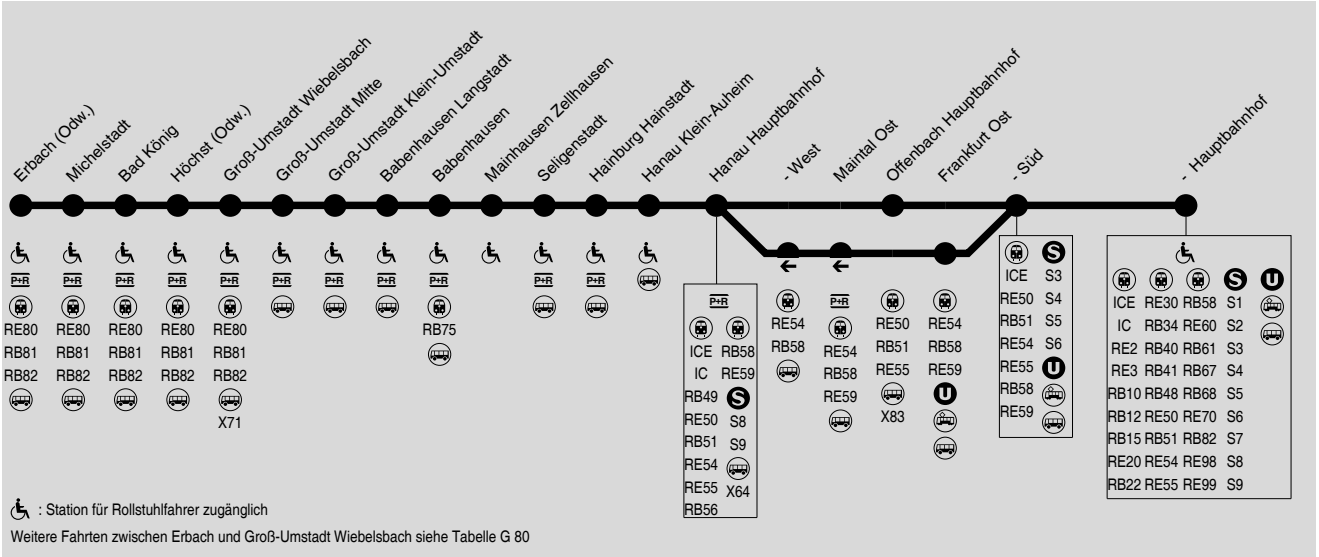 Erbach (Odw.)
Michelstadt
Bad König
Höchst (Odw.)
Groß-Umstadt Wiebelsbach
Groß-Umstadt Mitte
Groß-Umstadt Klein-Umstadt
Babenhausen Langstadt
Babenhausen
Mainhausen Zellhausen
Seligenstadt
Hainburg Hainstadt
Hanau Klein-Auheim
Hanau Hauptbahnhof
- West
Maintal Ost
Offenbach Hauptbahnhof
Frankfurt Ost
- Süd
- Hauptbahnhof
P+R
RE80
RB81
RB82
P+R
RE80
RB81
RB82
P+R
RE80
RB81
RB82
P+R
RE80
RB81
RB82
P+R
RE80
RB81
RB82
X71
P+R
P+R
P+R
P+R
RB75
P+R
P+R
P+R
ICE RB58
IC RE59
RB49 S
RE50 S8
RB51 S9
RE54
RE55 X64
RB56
RE54
RB58
P+R
RE54
RB58
RE59
RE50
RB51
RE55
X83
RE54
RB58
RE59
U
S
ICE S3
RE50 S4
RB51 S5
RE54 S6
RE55 U
RB58
RE59
S U
ICE RE30 RB58 S1
IC RB34 RE60 S2
RE2 RB40 RB61 S3
RE3 RB41 RB67 S4
RB10 RB48 RB68 S5
RB12 RE50 RE70 S6
RB15 RB51 RB82 S7
RE20 RE54 RE98 S8
RB22 RE55 RE99 S9
: Station für Rollstuhlfahrer zugänglich
Weitere Fahrten zwischen Erbach und Groß-Umstadt Wiebelsbach siehe Tabelle G 80